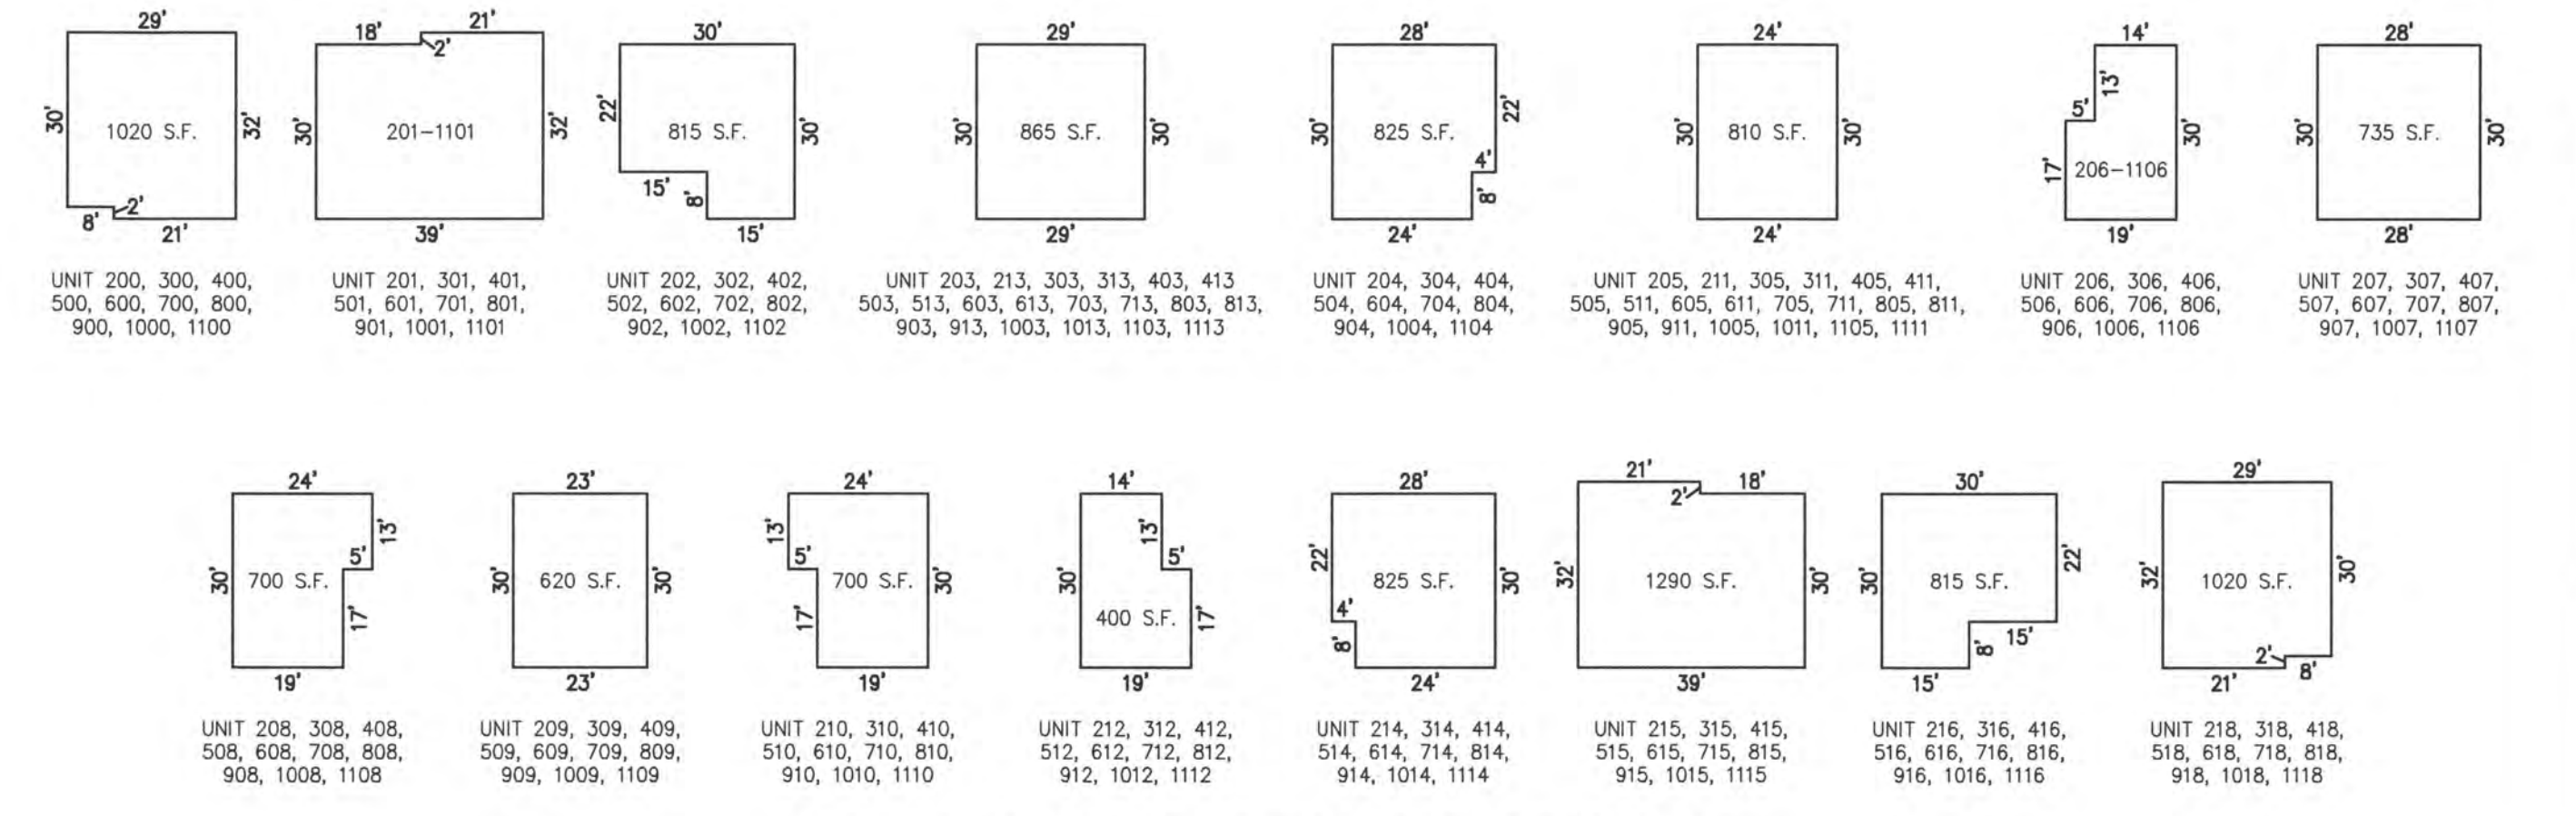 29'
30'
1020 S.F.
32'
8'
2'
21'
UNIT 200, 300, 400,
500, 600, 700, 800,
900, 1000, 1100
18'
21'
2'
30'
201-1101
32'
39'
UNIT 201, 301, 401,
501, 601, 701, 801,
901, 1001, 1101
30'
22'
815 S.F.
30'
15'
8'
15'
UNIT 202, 302, 402,
502, 602, 702, 802,
902, 1002, 1102
29'
30'
865 S.F.
30'
29'
UNIT 203, 213, 303, 313, 403, 413
503, 513, 603, 613, 703, 713, 803, 813,
903, 913, 1003, 1013, 1103, 1113
28'
30'
825 S.F.
22'
4'
8'
24'
UNIT 204, 304, 404,
504, 604, 704, 804,
904, 1004, 1104
24'
30'
810 S.F.
30'
24'
UNIT 205, 211, 305, 311, 405, 411,
505, 511, 605, 611, 705, 711, 805, 811,
905, 911, 1005, 1011, 1105, 1111
14'
13'
5'
30'
17'
206-1106
19'
UNIT 206, 306, 406,
506, 606, 706, 806,
906, 1006, 1106
28'
30'
735 S.F.
30'
28'
UNIT 207, 307, 407,
507, 607, 707, 807,
907, 1007, 1107
24'
13'
5'
30'
700 S.F.
17'
19'
UNIT 208, 308, 408,
508, 608, 708, 808,
908, 1008, 1108
23'
30'
620 S.F.
30'
23'
UNIT 209, 309, 409,
509, 609, 709, 809,
909, 1009, 1109
24'
13'
5'
700 S.F.
30'
17'
19'
UNIT 210, 310, 410,
510, 610, 710, 810,
910, 1010, 1110
14'
13'
5'
30'
400 S.F.
17'
19'
UNIT 212, 312, 412,
512, 612, 712, 812,
912, 1012, 1112
28'
22'
825 S.F.
30'
4'
8'
24'
UNIT 214, 314, 414,
514, 614, 714, 814,
914, 1014, 1114
21'
2'
18'
32'
1290 S.F.
30'
39'
UNIT 215, 315, 415,
515, 615, 715, 815,
915, 1015, 1115
30'
30'
815 S.F.
22'
15'
8'
15'
UNIT 216, 316, 416,
516, 616, 716, 816,
916, 1016, 1116
29'
32'
1020 S.F.
30'
2'
8'
21'
UNIT 218, 318, 418,
518, 618, 718, 818,
918, 1018, 1118